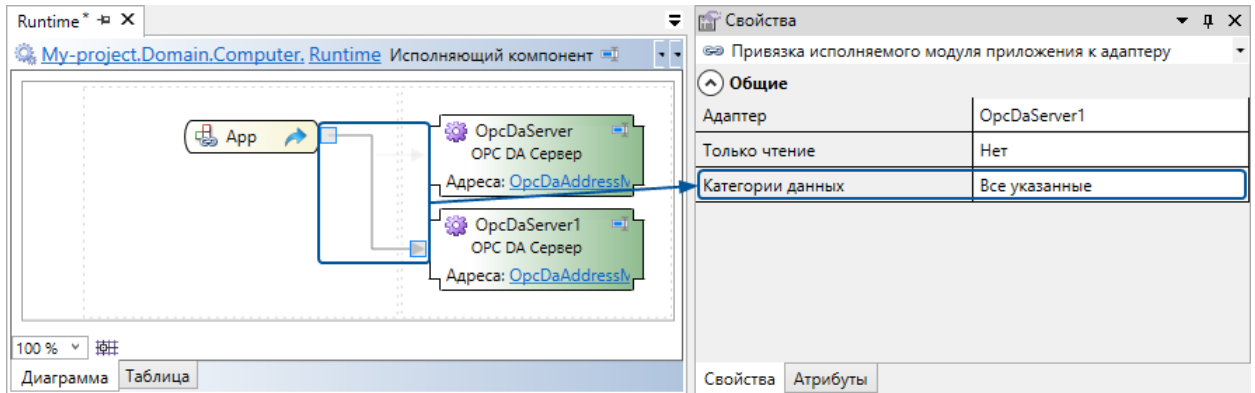 Runtime*
My-project.Domain.Computer. Runtime Исполняющий компонент
App
OpcDaServer
OPC DA Сервер
Адреса: OpcDaAddressM
OpcDaServer1
OPC DA Сервер
Адреса: OpcDaAddressM
100 %
Диаграмма Таблица
Свойства
Привязка исполняемого модуля приложения к адаптеру
Общие
Адаптер OpcDaServer1
Только чтение Нет
Категории данных Все указанные
Свойства Атрибуты